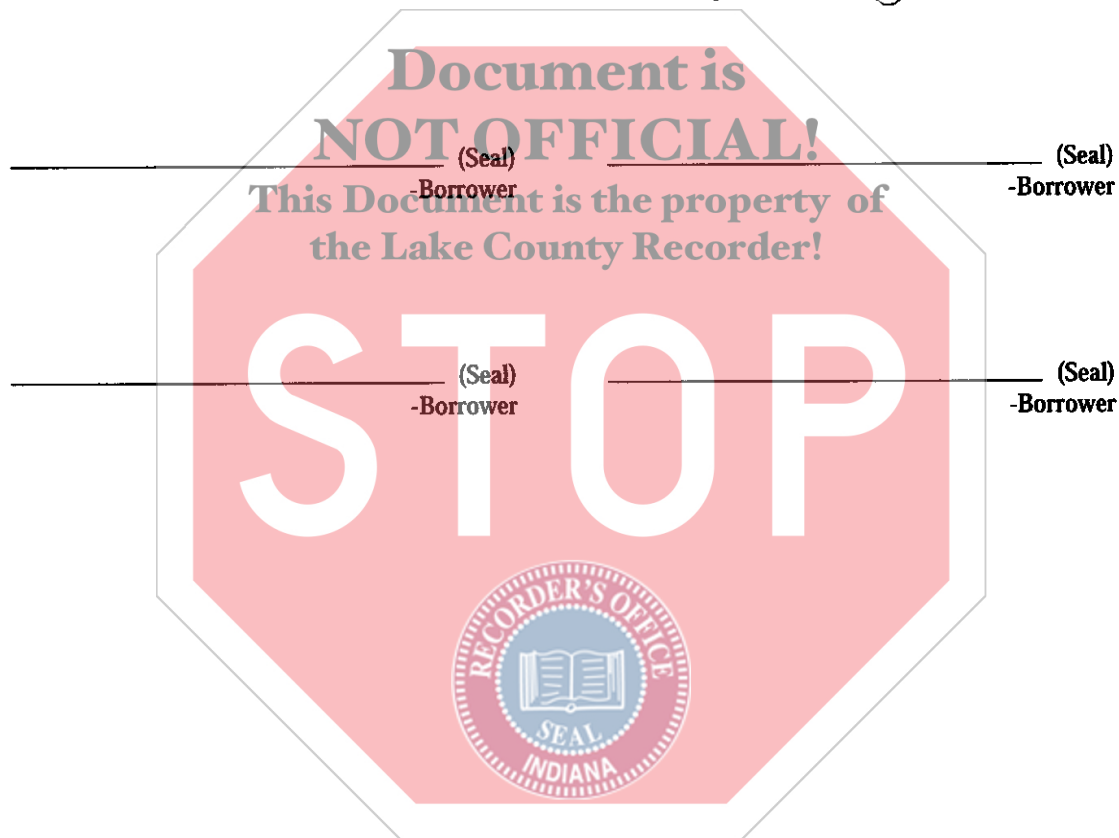 Document is
NOT OFFICIAL!
(Seal) (Seal)
-Borrower -Borrower
This Document is the property of
the Lake County Recorder!
STOP
(Seal) (Seal)
-Borrower -Borrower
RECORDER'S OFFICE
SEAL
INDIANA